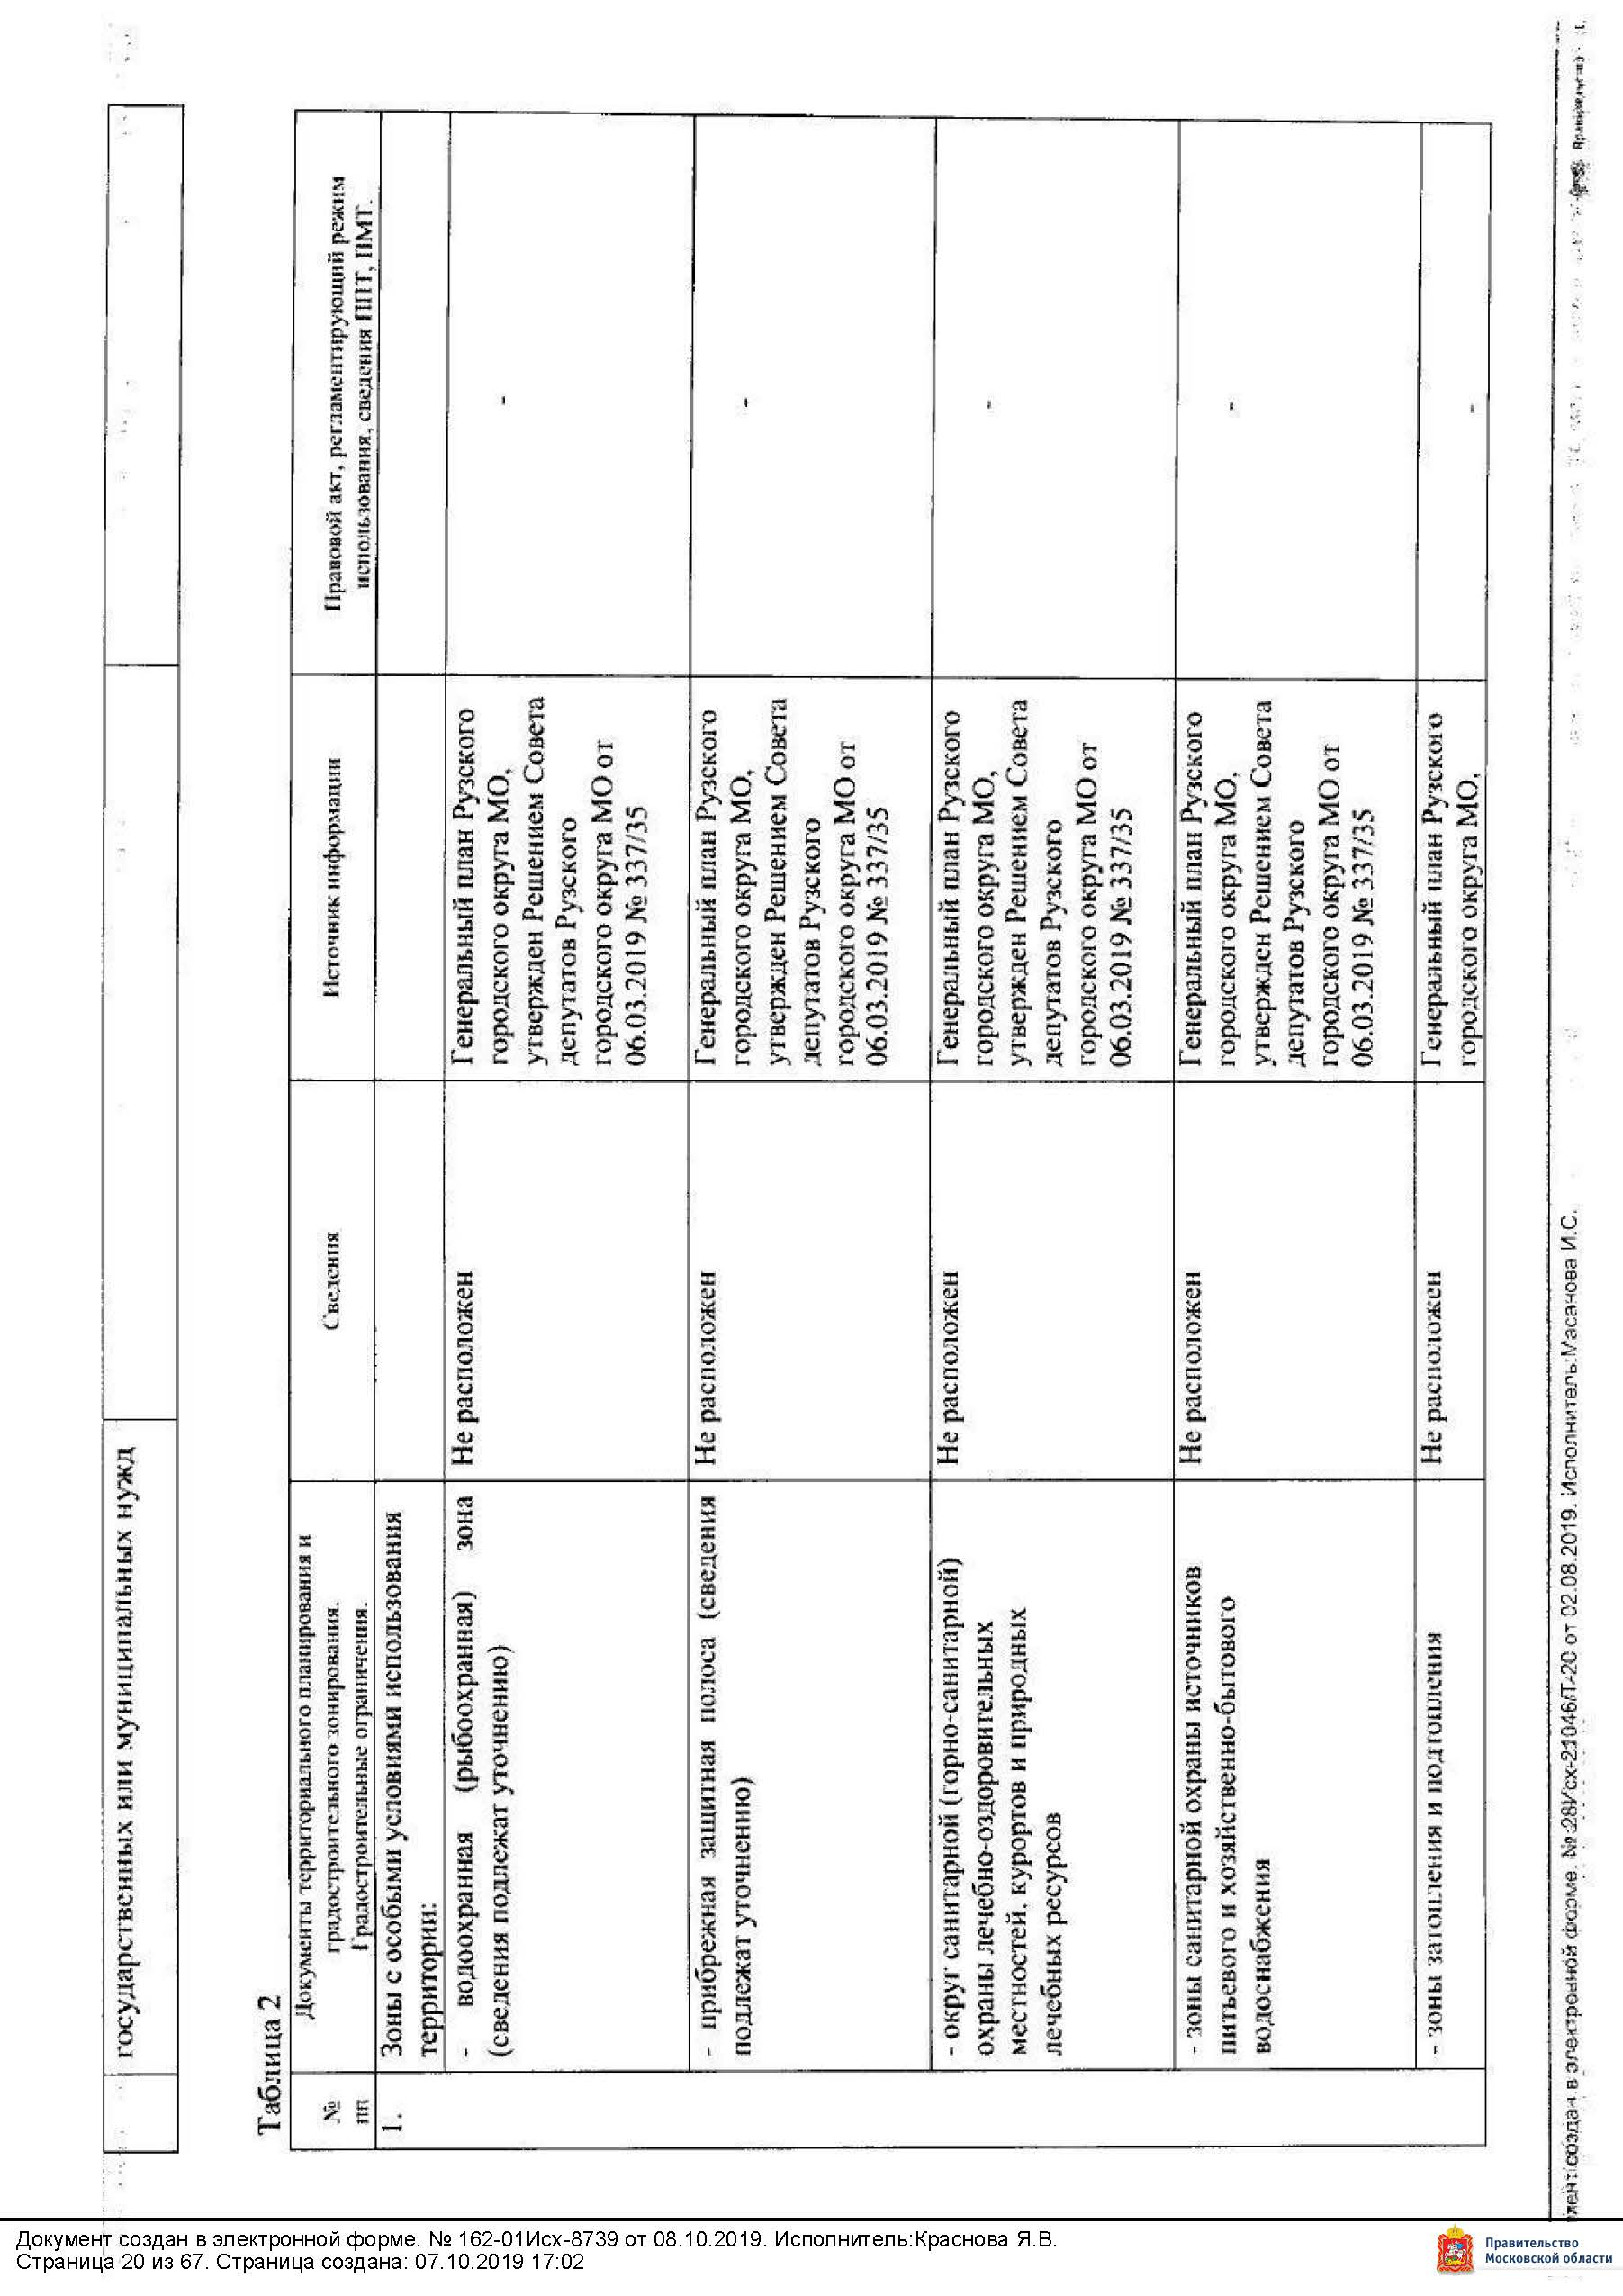 государственных или муниципальных нужд
Таблица 2
№
пп
Документы территориального планирования и
градостроительного зонирования.
Градостроительные ограничения.
Сведения
Источник информации
Правовой акт, регламентирующий режим
использования, сведения ППТ, ПМТ.
1.
Зоны с особыми условиями использования
территории:
- водоохранная (рыбоохранная) зона
(сведения подлежат уточнению)
Не расположен
Генеральный план Рузского
городского округа МО,
утвержден Решением Совета
депутатов Рузского
городского округа МО от
06.03.2019 № 337/35
-
- прибрежная защитная полоса (сведения
подлежат уточнению)
Не расположен
Генеральный план Рузского
городского округа МО,
утвержден Решением Совета
депутатов Рузского
городского округа МО от
06.03.2019 № 337/35
-
- округ санитарной (горно-санитарной)
охраны лечебно-оздоровительных
местностей, курортов и природных
лечебных ресурсов
Не расположен
Генеральный план Рузского
городского округа МО,
утвержден Решением Совета
депутатов Рузского
городского округа МО от
06.03.2019 № 337/35
-
- зоны санитарной охраны источников
питьевого и хозяйственно-бытового
водоснабжения
Не расположен
Генеральный план Рузского
городского округа МО,
утвержден Решением Совета
депутатов Рузского
городского округа МО от
06.03.2019 № 337/35
-
- зоны затопления и подтопления
Не расположен
Генеральный план Рузского
городского округа МО,
-
создан в электронной форме. № 28Исх-21046/Т-20 от 02.08.2019. Исполнитель:Масанова И.С.
Документ создан в электронной форме. № 162-01Исх-8739 от 08.10.2019. Исполнитель:Краснова Я.В.
Страница 20 из 67. Страница создана: 07.10.2019 17:02
Правительство
Московской области